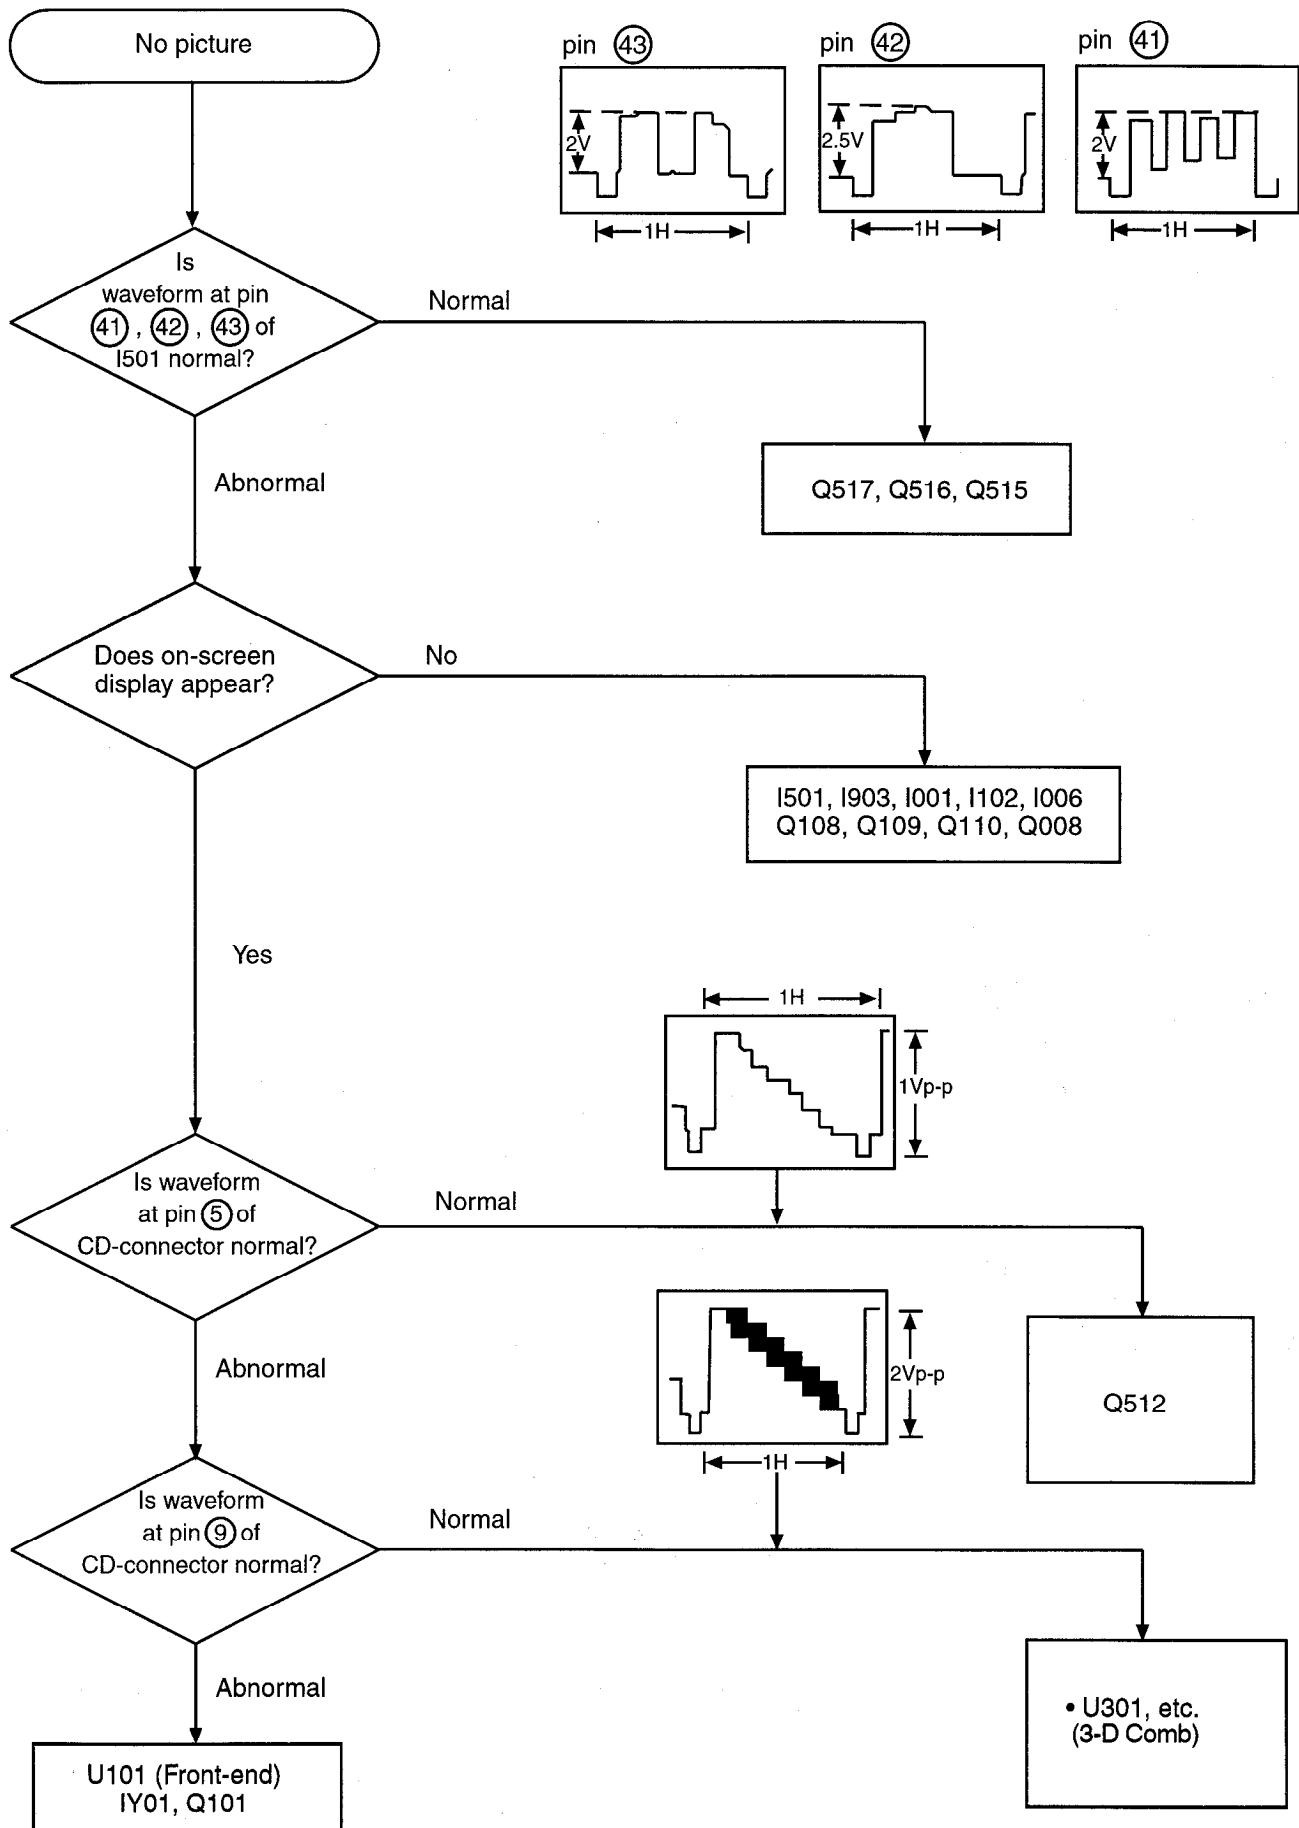 No picture
pin 43
pin 42
pin 41
2V
2.5V
2V
1H
1H
1H
Is
waveform at pin
41 , 42 , 43 of
I501 normal?
Normal
Q517, Q516, Q515
Abnormal
Does on-screen
display appear?
No
I501, I903, I001, I102, I006
Q108, Q109, Q110, Q008
Yes
1H
1Vp-p
Is waveform
at pin 5 of
CD-connector normal?
Normal
Q512
Abnormal
2Vp-p
1H
Is waveform
at pin 9 of
CD-connector normal?
Normal
• U301, etc.
(3-D Comb)
Abnormal
U101 (Front-end)
IY01, Q101